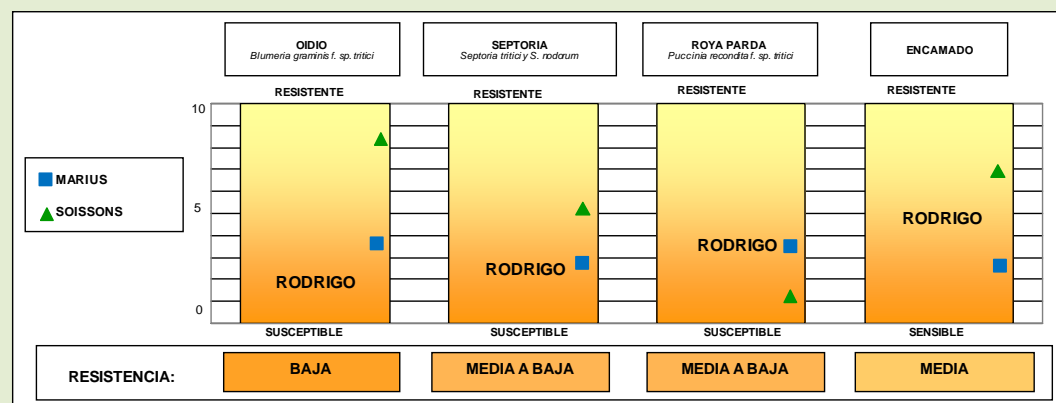 OIDIO
Blumeria graminis f. sp. tritici
SEPTORIA
Septoria tritici y S. nodorum
ROYA PARDA
Puccinia recondita f. sp. tritici
ENCAMADO
RESISTENTE
RESISTENTE
RESISTENTE
RESISTENTE
10
5
0
MARIUS
SOISSONS
RODRIGO
RODRIGO
RODRIGO
RODRIGO
SUSCEPTIBLE
SUSCEPTIBLE
SUSCEPTIBLE
SENSIBLE
RESISTENCIA:
BAJA
MEDIA A BAJA
MEDIA A BAJA
MEDIA